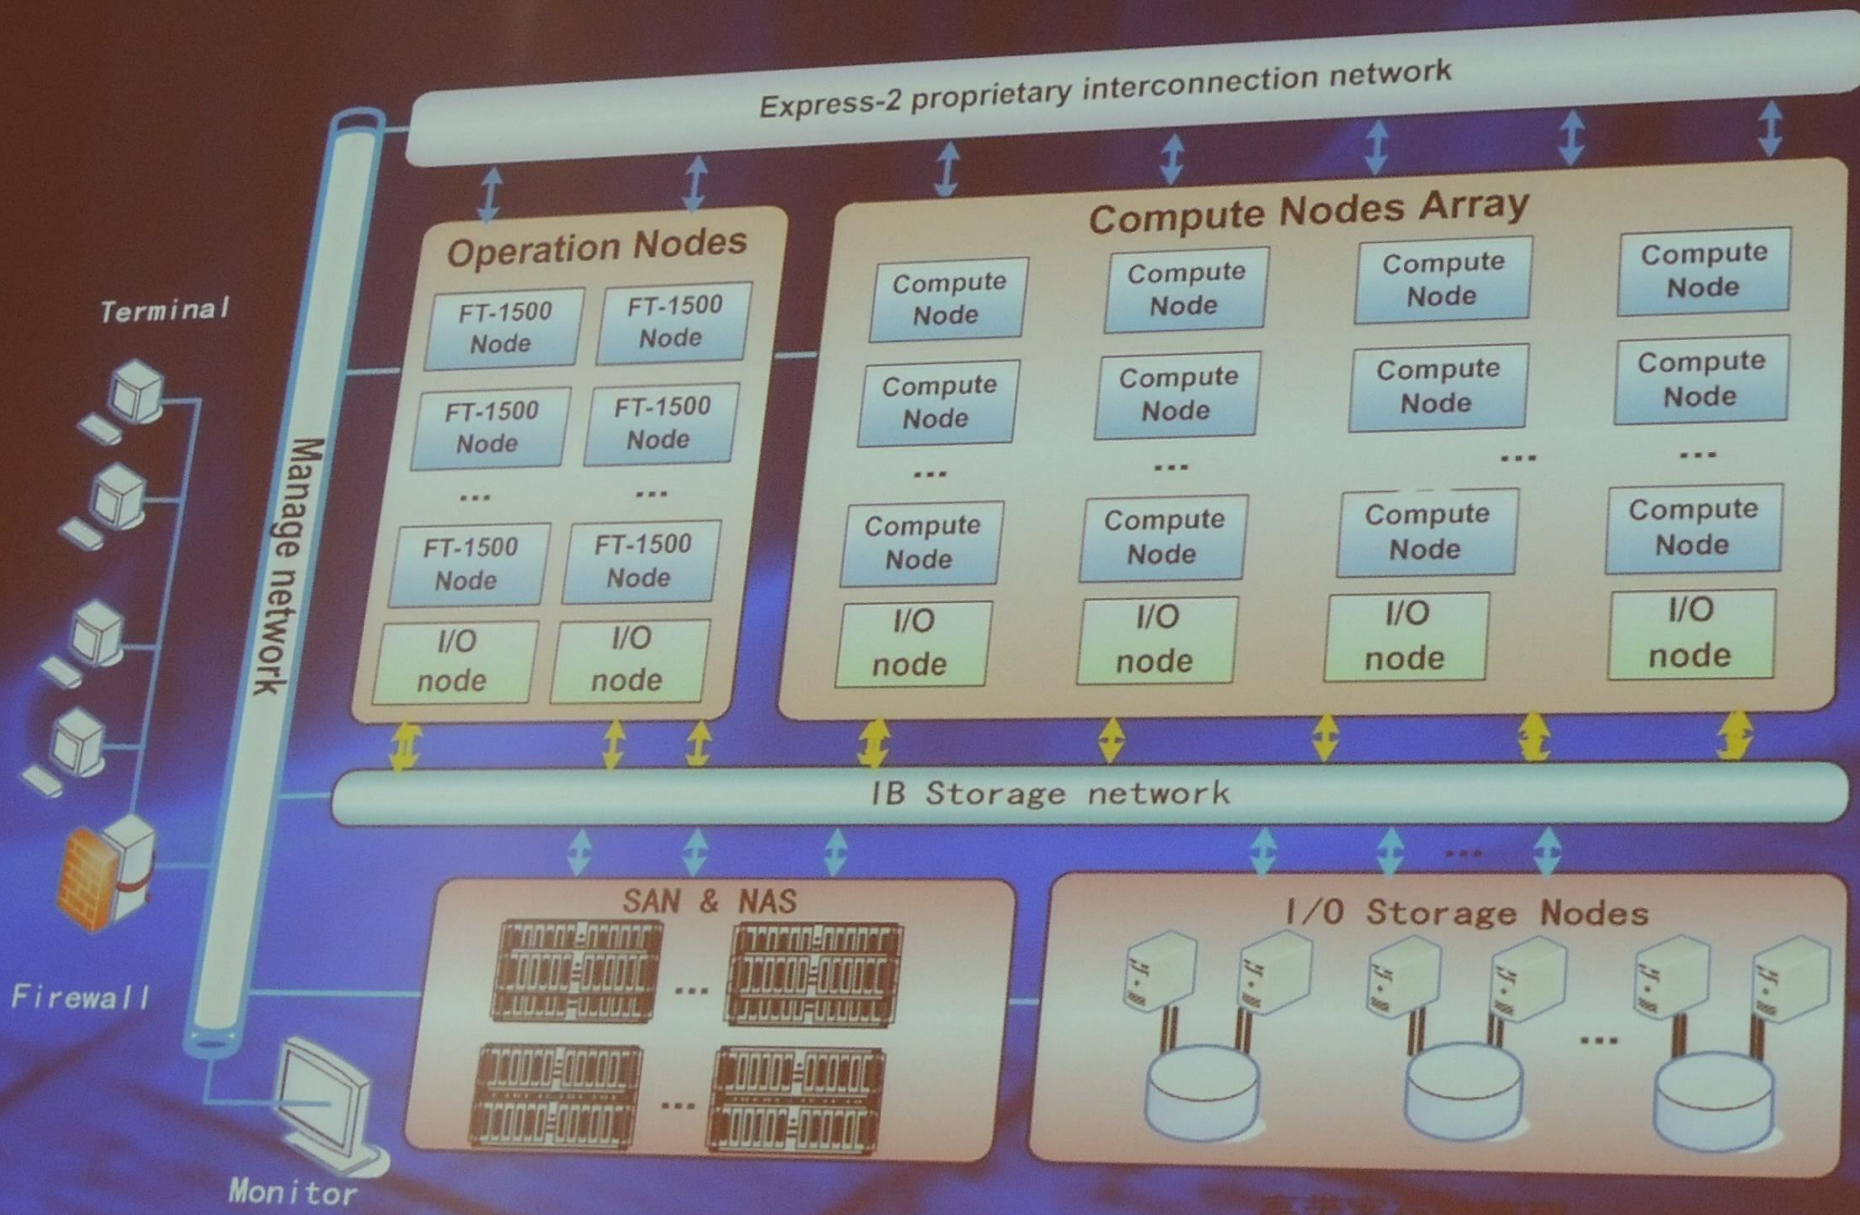 Express-2 proprietary interconnection network
Manage network
Operation Nodes
FT-1500
Node
FT-1500
Node
FT-1500
Node
FT-1500
Node
...
...
FT-1500
Node
FT-1500
Node
I/O
node
I/O
node
Compute Nodes Array
Compute
Node
Compute
Node
Compute
Node
Compute
Node
Compute
Node
Compute
Node
Compute
Node
Compute
Node
...
...
...
...
Compute
Node
Compute
Node
Compute
Node
Compute
Node
I/O
node
I/O
node
I/O
node
I/O
node
Terminal
Firewall
Monitor
IB Storage network
...
SAN & NAS
...
...
I/O Storage Nodes
...